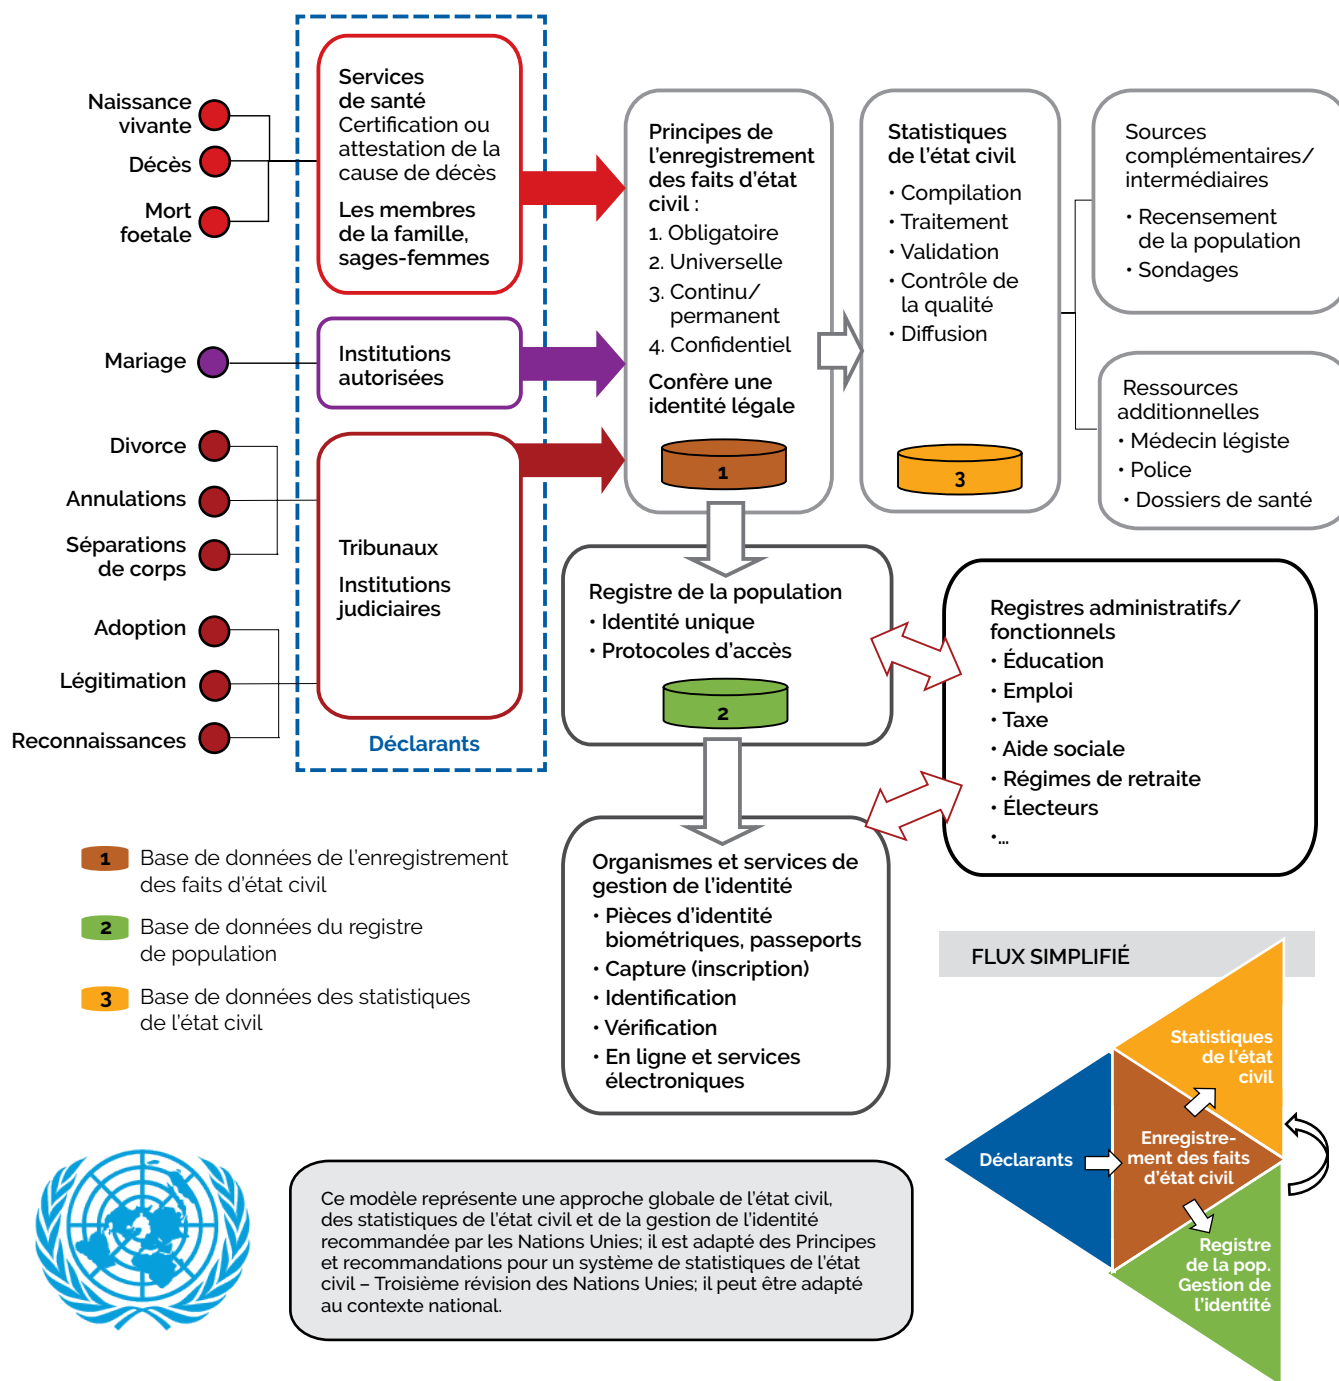 Naissance
vivante
Décès
Mort
foetale
Mariage
Divorce
Annulations
Séparations
de corps
Adoption
Légitimation
Reconnaissances
Services
de santé
Certification ou
attestation de la
cause de décès
Les membres
de la famille,
sages-femmes
Institutions
autorisées
Tribunaux
Institutions
judiciaires
Déclarants
Principes de
l’enregistrement
des faits d’état
civil :
1. Obligatoire
2. Universelle
3. Continu/
permanent
4. Confidentiel
Confère une
identité légale
1
Statistiques
de l’état civil
• Compilation
• Traitement
• Validation
• Contrôle de
la qualité
• Diffusion
3
Sources
complémentaires/
intermédiaires
• Recensement
de la population
• Sondages
Ressources
additionnelles
• Médecin légiste
• Police
• Dossiers de santé
Registre de la population
• Identité unique
• Protocoles d’accès
2
Registres administratifs/
fonctionnels
• Éducation
• Emploi
• Taxe
• Aide sociale
• Régimes de retraite
• Électeurs
•...
Organismes et services de
gestion de l’identité
• Pièces d’identité
biométriques, passeports
• Capture (inscription)
• Identification
• Vérification
• En ligne et services
électroniques
1 Base de données de l’enregistrement
des faits d’état civil
2 Base de données du registre
de population
3 Base de données des statistiques
de l’état civil
FLUX SIMPLIFIÉ
Statistiques
de l’état
civil
Déclarants
Enregistre-
ment des faits
d’état civil
Registre
de la pop.
Gestion de
l’identité
Ce modèle représente une approche globale de l’état civil,
des statistiques de l’état civil et de la gestion de l’identité
recommandée par les Nations Unies; il est adapté des Principes
et recommandations pour un système de statistiques de l’état
civil – Troisième révision des Nations Unies; il peut être adapté
au contexte national.